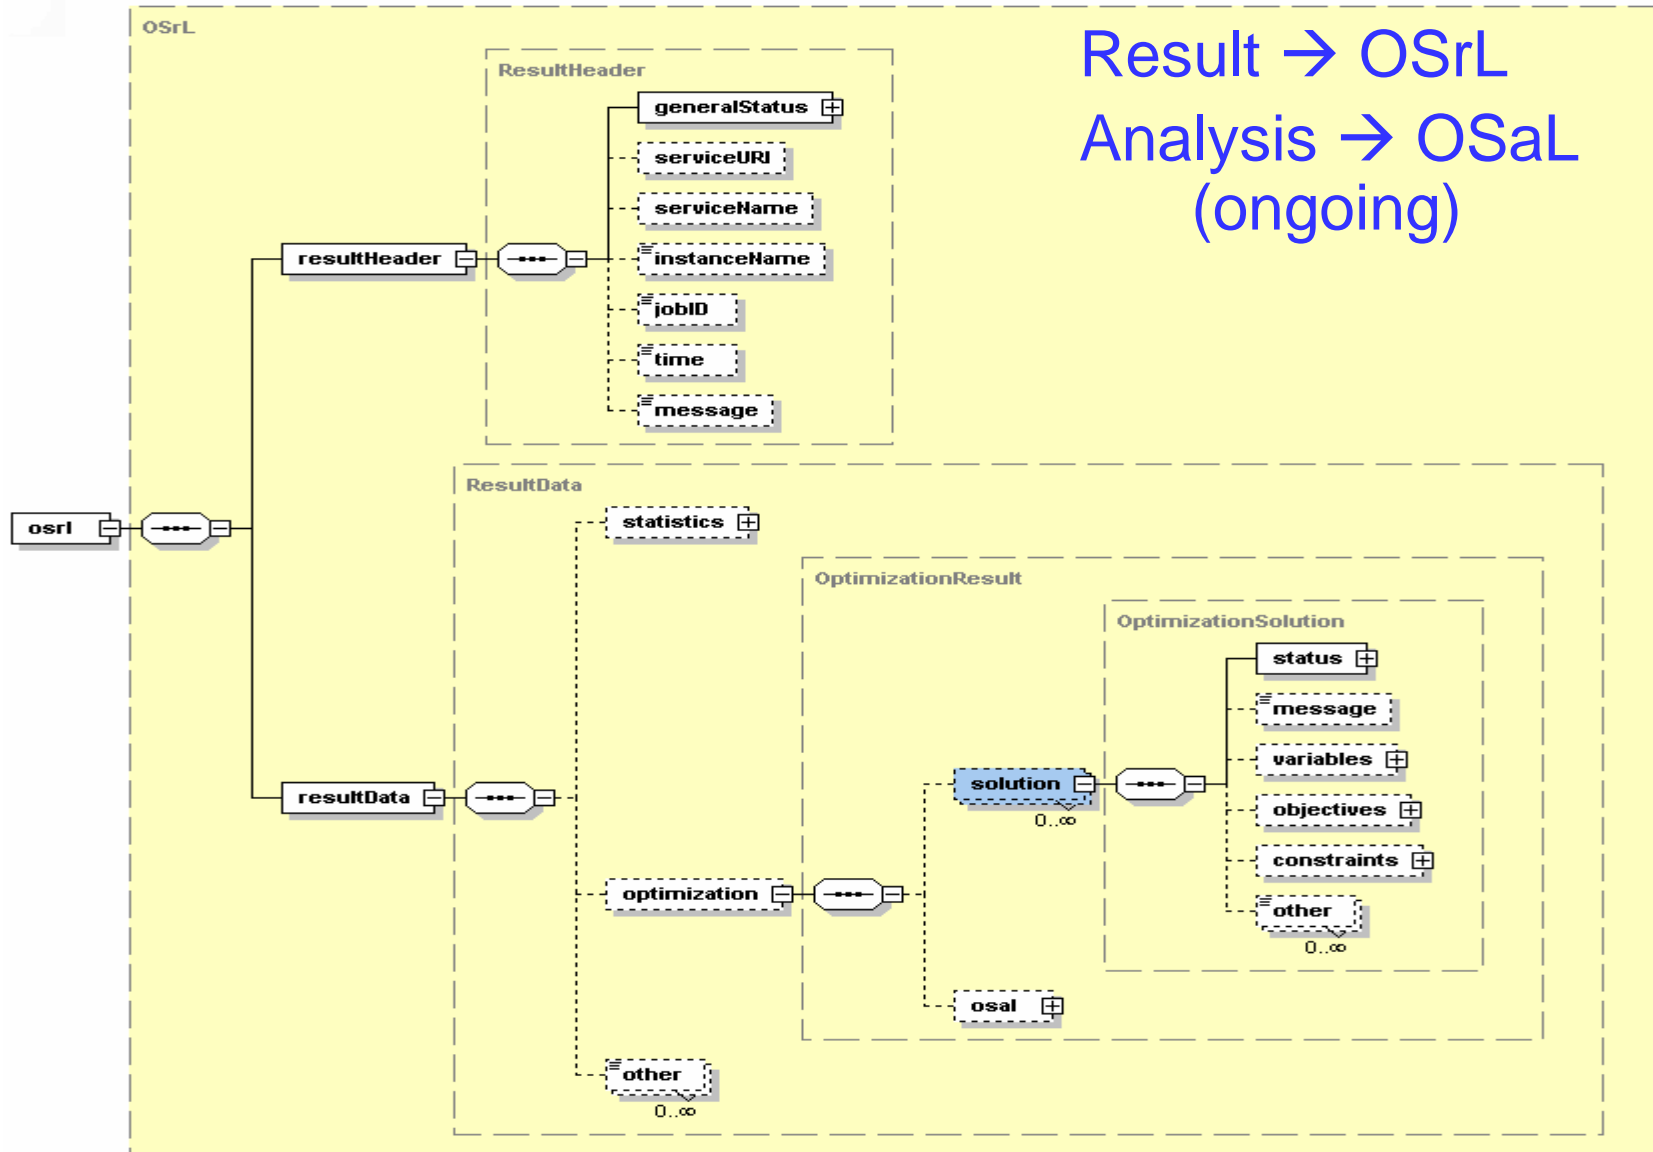 OSrL
Result → OSrL
Analysis → OSaL
(ongoing)
ResultHeader
generalStatus
serviceURI
serviceName
resultHeader
instanceName
jobID
time
message
ResultData
osrl
statistics
OptimizationResult
OptimizationSolution
status
message
variables
solution
0..∞
resultData
objectives
constraints
optimization
other
0..∞
osal
other
0..∞